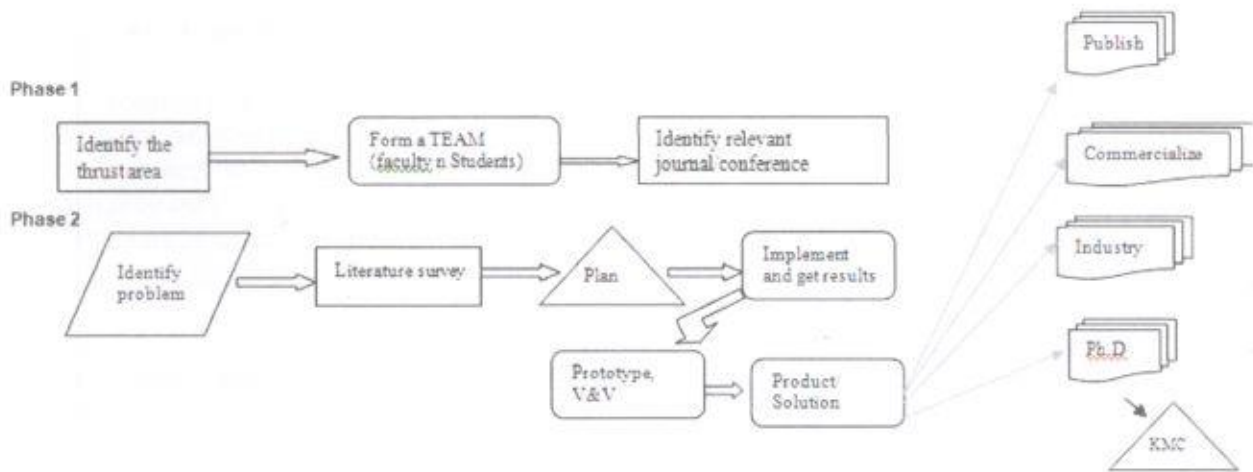 Phase 1
Identify the
thrust area
Form a TEAM
(faculty n Students)
Identify relevant
journal conference
Phase 2
Identify
problem
Literature survey
Plan
Implement
and get results
Prototype,
V&V
Product/
Solution
Publish
Commercialize
Industry
Ph.D
KMC